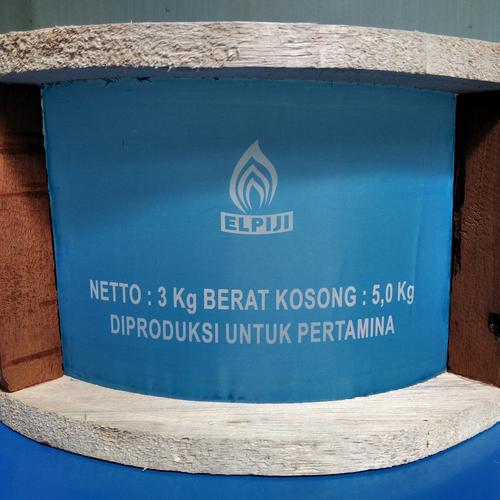 ELPIJI
NETTO : 3 Kg BERAT KOSONG : 5,0 Kg
DIPRODUKSI UNTUK PERTAMINA